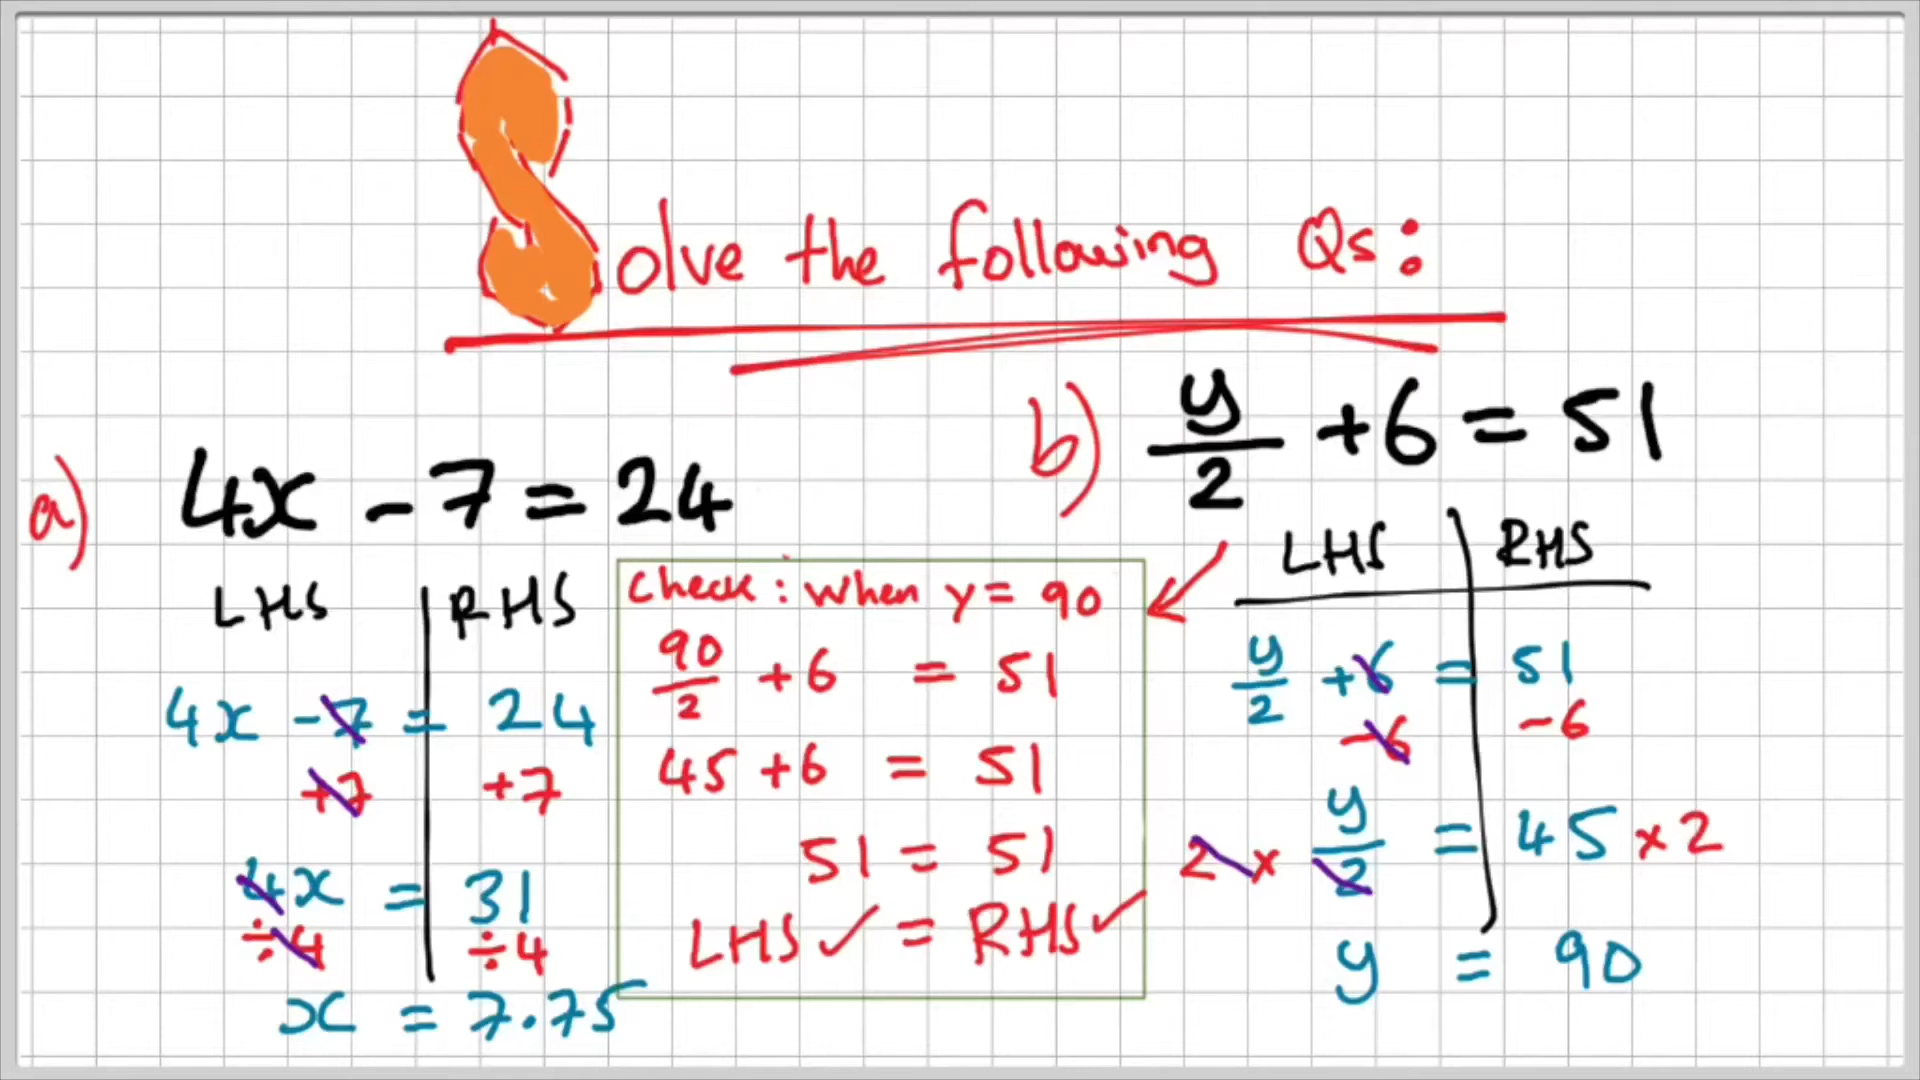 Solve the following Qs:
a) 4x - 7 = 24
LHS | RHS
4x - 7 = 24
+7 +7
4x = 31
÷4 ÷4
x = 7.75
check: when y = 90
90/2 + 6 = 51
45 + 6 = 51
51 = 51
LHS ✓ = RHS ✓
b) y/2 + 6 = 51
LHS | RHS
y/2 + 6 = 51
-6 -6
2 x y/2 = 45 x 2
y = 90